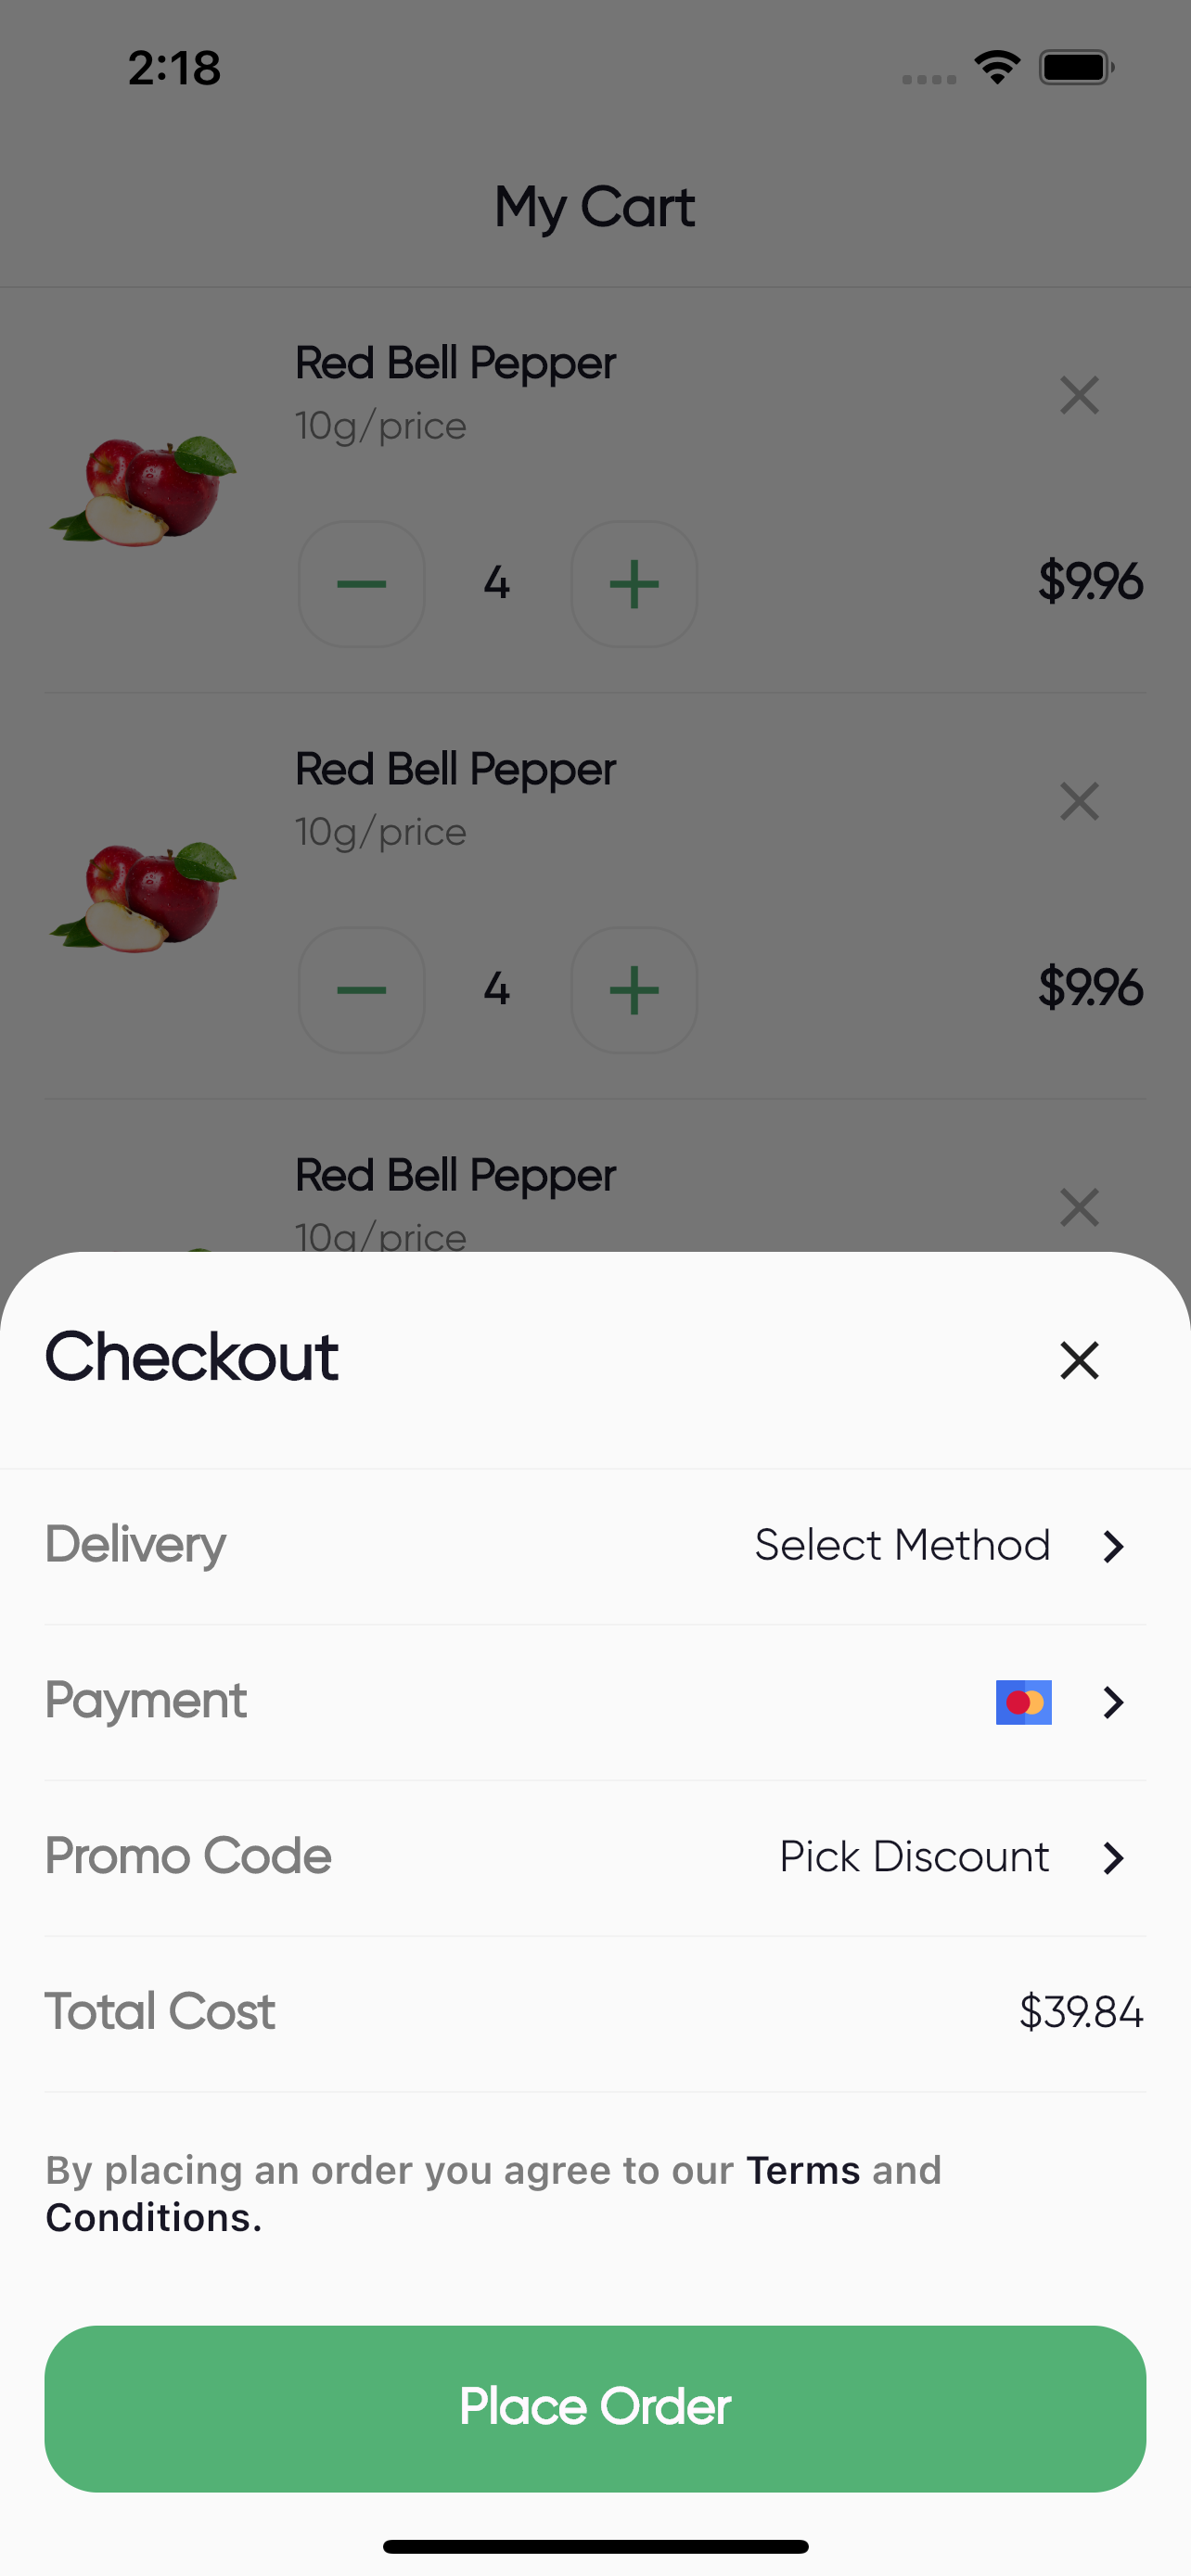 2:18
My Cart
Red Bell Pepper
10g/price
4
$9.96
Red Bell Pepper
10g/price
4
$9.96
Red Bell Pepper
10g/price
Checkout
Delivery Select Method
Payment
Promo Code Pick Discount
Total Cost $39.84
By placing an order you agree to our Terms and
Conditions.
Place Order